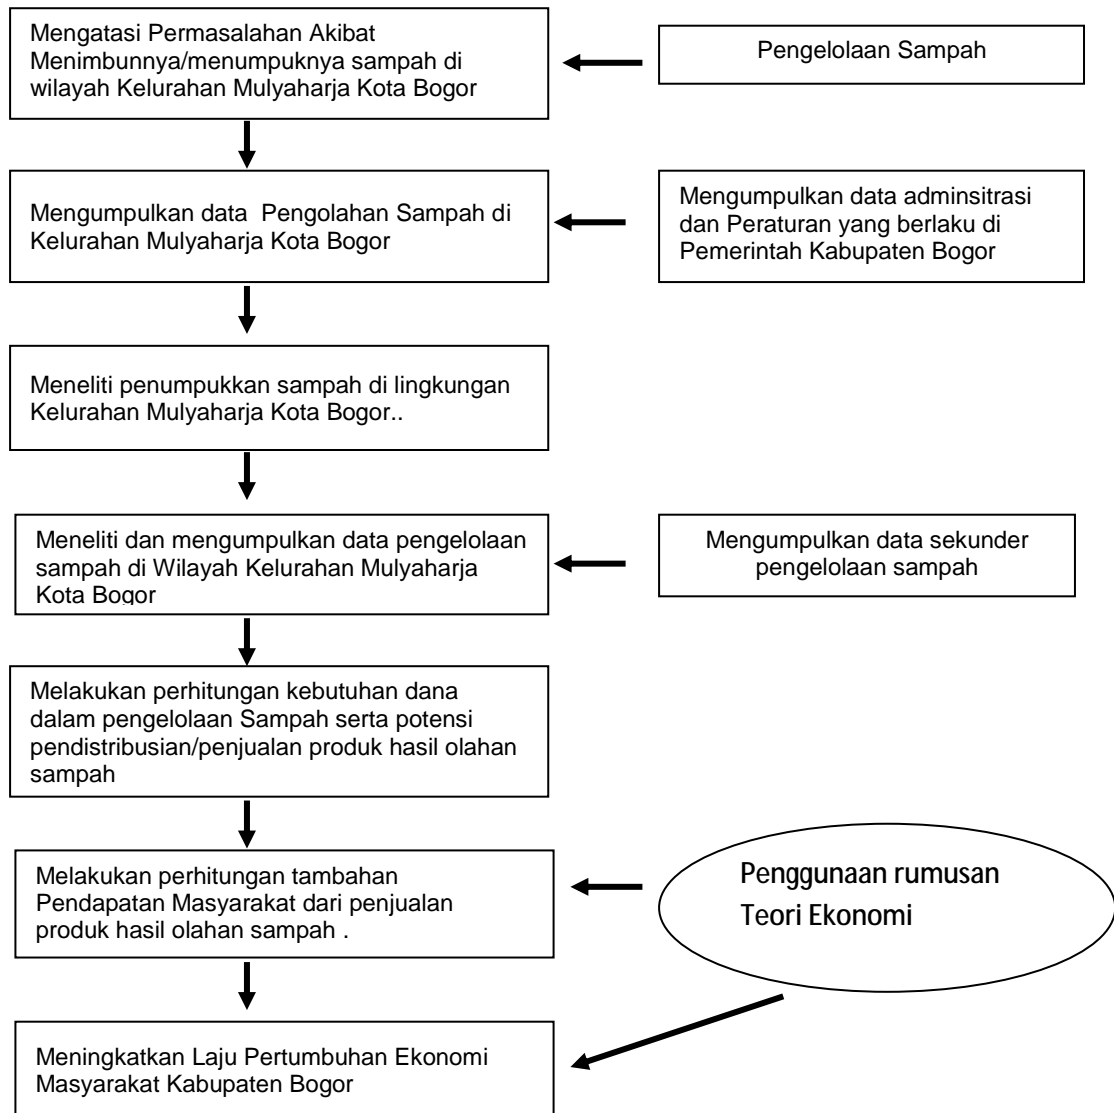 Mengatasi Permasalahan Akibat
Menimbunnya/menumpuknya sampah di
wilayah Kelurahan Mulyaharja Kota Bogor
Pengelolaan Sampah
Mengumpulkan data  Pengolahan Sampah di
Kelurahan Mulyaharja Kota Bogor
Mengumpulkan data adminsitrasi
dan Peraturan yang berlaku di
Pemerintah Kabupaten Bogor
Meneliti penumpukkan sampah di lingkungan
Kelurahan Mulyaharja Kota Bogor..
Meneliti dan mengumpulkan data pengelolaan
sampah di Wilayah Kelurahan Mulyaharja
Kota Bogor
Mengumpulkan data sekunder
pengelolaan sampah
Melakukan perhitungan kebutuhan dana
dalam pengelolaan Sampah serta potensi
pendistribusian/penjualan produk hasil olahan
sampah
Melakukan perhitungan tambahan
Pendapatan Masyarakat dari penjualan
produk hasil olahan sampah .
Penggunaan rumusan
Teori Ekonomi
Meningkatkan Laju Pertumbuhan Ekonomi
Masyarakat Kabupaten Bogor